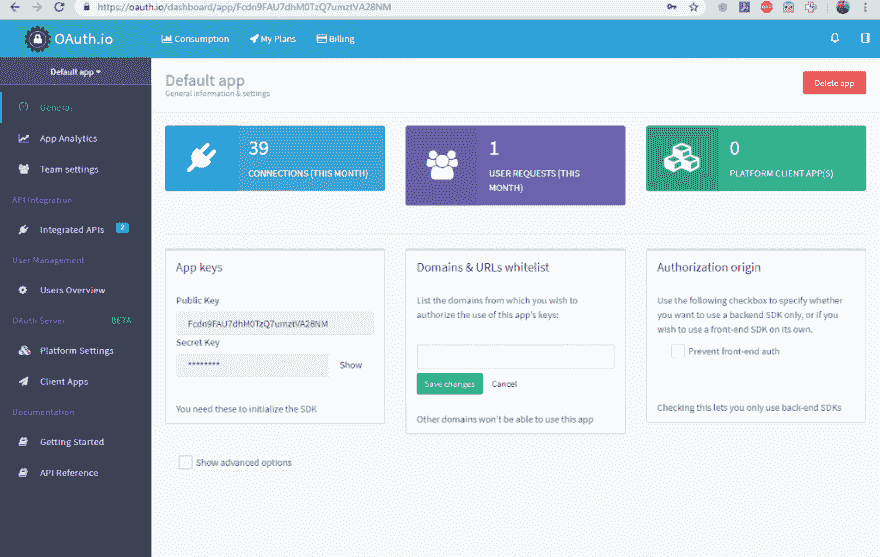 https://oauth.io/dashboard/app/Fcdn9FAU7dhM0TzQ7umztVA28NM
OAuth.io
Consumption
My Plans
Billing
Default app
General
App Analytics
Team settings
API Integration
Integrated APIs
2
User Management
Users Overview
OAuth Server
BETA
Platform Settings
Client Apps
Documentation
Getting Started
API Reference
Default app
General information & settings
Delete app
39
CONNECTIONS (THIS MONTH)
1
USER REQUESTS (THIS
MONTH)
0
PLATFORM CLIENT APP(S)
App keys
Public Key
Fcdn9FAU7dhM0TzQ7umztVA28NM
Secret Key
********
Show
You need these to initialize the SDK
Domains & URLs whitelist
List the domains from which you wish to
authorize the use of this app's keys:
Save changes
Cancel
Other domains won't be able to use this app
Authorization origin
Use the following checkbox to specify whether
you want to use a backend SDK only, or if you
wish to use a front-end SDK on its own.
Prevent front-end auth
Checking this lets you only use back-end SDKs
Show advanced options